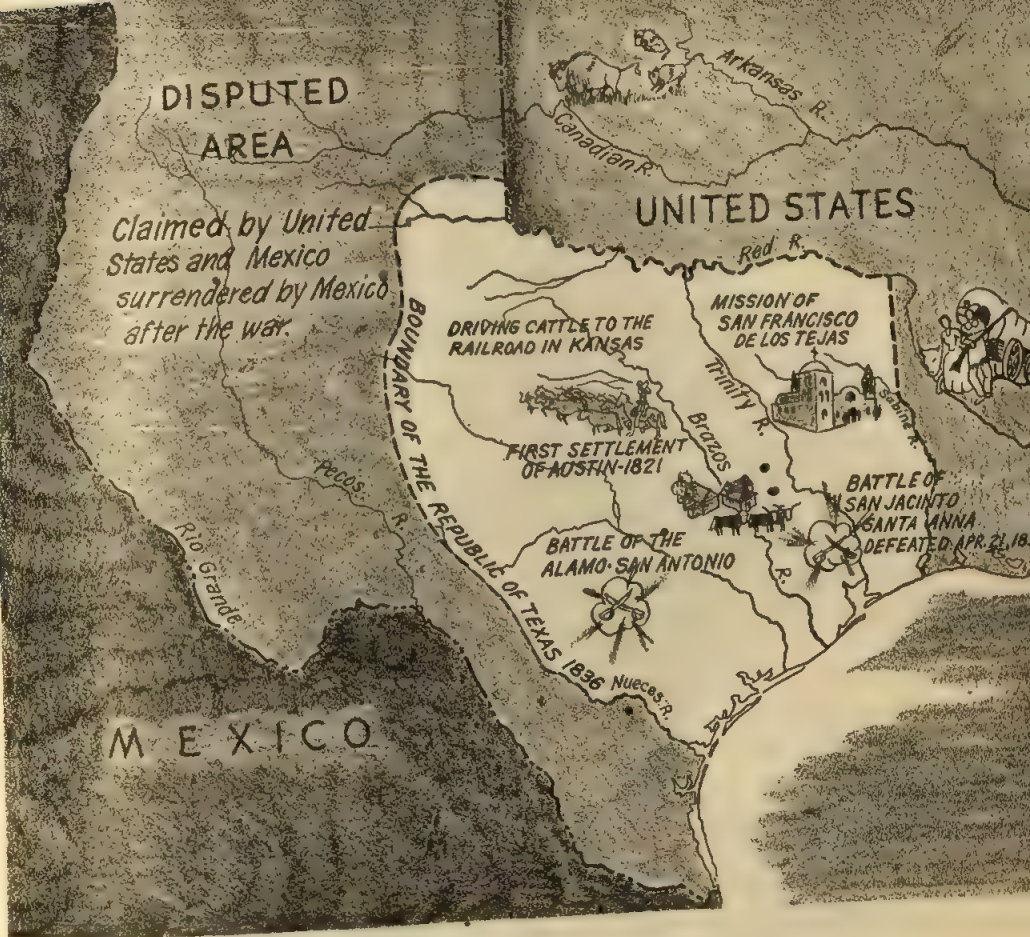 DISPUTED
AREA
Claimed by United
States and Mexico
surrendered by Mexico
after the war.
Arkansas R.
Canadian R.
UNITED STATES
Red R.
BOUNDARY OF THE REPUBLIC OF TEXAS 1836
DRIVING CATTLE TO THE
RAILROAD IN KANSAS
MISSION OF
SAN FRANCISCO
DE LOS TEJAS
Trinity R.
Sabine R.
Brazos R.
FIRST SETTLEMENT
OF AUSTIN-1821
BATTLE OF
SAN JACINTO
SANTA ANNA
DEFEATED APR. 21, 18
BATTLE OF THE
ALAMO-SAN ANTONIO
Pecos R.
Rio Grande
Nueces R.
MEXICO